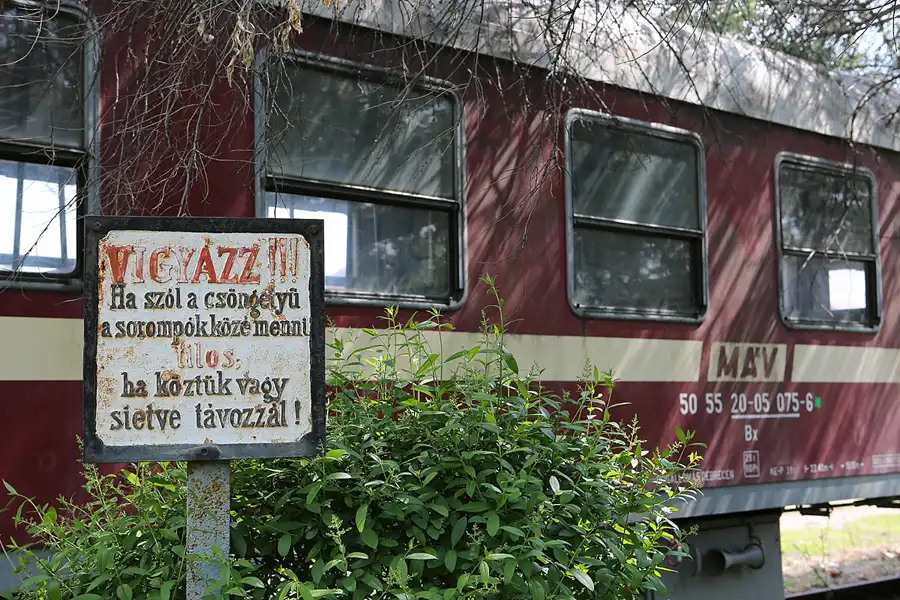 VIGYÁZZ!!!
Ha szól a csöngetyű
a sorompók közé menni
tilos,
ha köztük vagy
sietve távozzál!
MÁV
50 55 20-05 075-6
Bx